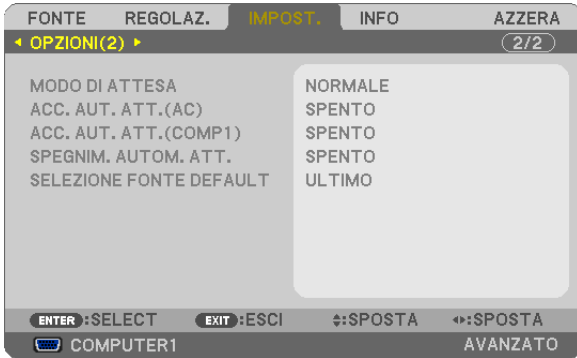 FONTE REGOLAZ. IMPOST. INFO AZZERA
OPZIONI(2) 2/2
MODO DI ATTESA NORMALE
ACC. AUT. ATT.(AC) SPENTO
ACC. AUT. ATT.(COMP1) SPENTO
SPEGNIM. AUTOM. ATT. SPENTO
SELEZIONE FONTE DEFAULT ULTIMO
ENTER :SELECT EXIT :ESCI :SPOSTA :SPOSTA
COMPUTER1 AVANZATO